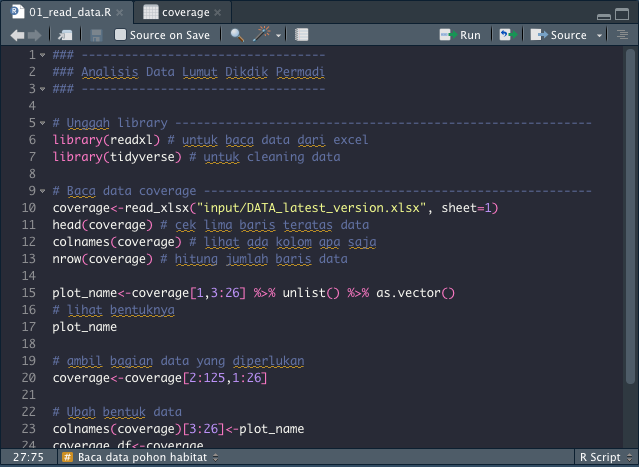 01_read_data.R × coverage ×
Source on Save Run Source
1 ### ----------------------------------
2 ### Analisis Data Lumut Dikdik Permadi
3 ### ----------------------------------
4
5 # Unggah library ----------------------------------------------------------
6 library(readxl) # untuk baca data dari excel
7 library(tidyverse) # untuk cleaning data
8
9 # Baca data coverage ------------------------------------------------------
10 coverage<-read_xlsx("input/DATA_latest_version.xlsx", sheet=1)
11 head(coverage) # cek lima baris teratas data
12 colnames(coverage) # lihat ada kolom apa saja
13 nrow(coverage) # hitung jumlah baris data
14
15 plot_name<-coverage[1,3:26] %>% unlist() %>% as.vector()
16 # lihat bentuknya
17 plot_name
18
19 # ambil bagian data yang diperlukan
20 coverage<-coverage[2:125,1:26]
21
22 # Ubah bentuk data
23 colnames(coverage)[3:26]<-plot_name
24 coverage_df<-coverage
27:75 # Baca data pohon habitat R Script